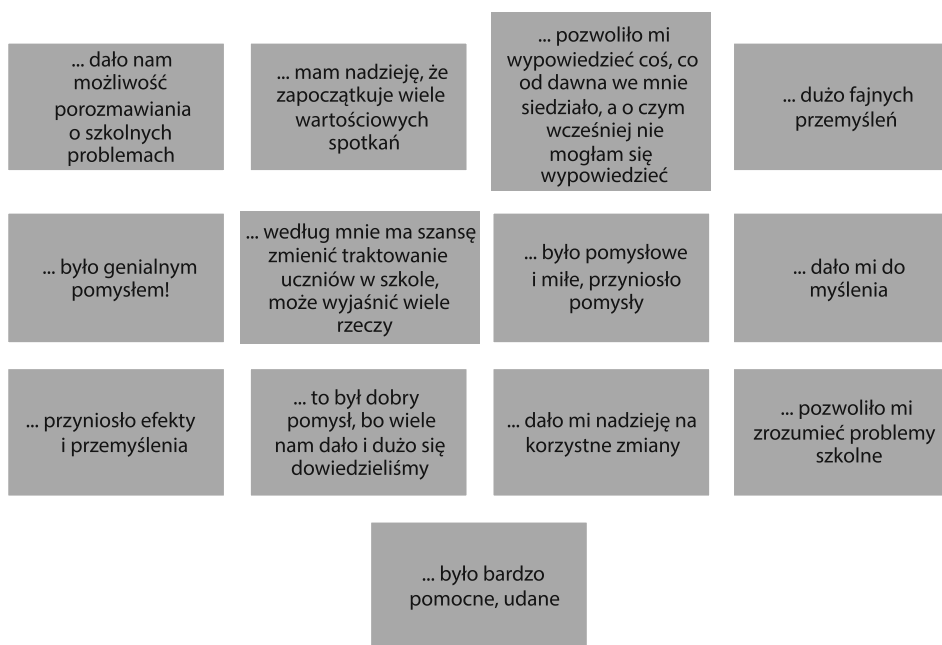 ... dało nam
możliwość
porozmawiania
o szkolnych
problemach
... mam nadzieję, że
zapoczątkuje wiele
wartościowych
spotkań
... pozwoliło mi
wypowiedzieć coś, co
od dawna we mnie
siedziało, a o czym
wcześniej nie
mogłam się
wypowiedzieć
... dużo fajnych
przemyśleń
... było genialnym
pomysłem!
... według mnie ma szansę
zmienić traktowanie
uczniów w szkole,
może wyjaśnić wiele
rzeczy
... było pomysłowe
i miłe, przyniosło
pomysły
... dało mi do
myślenia
... przyniosło efekty
i przemyślenia
... to był dobry
pomysł, bo wiele
nam dało i dużo się
dowiedzieliśmy
... dało mi nadzieję na
korzystne zmiany
... pozwoliło mi
zrozumieć problemy
szkolne
... było bardzo
pomocne, udane